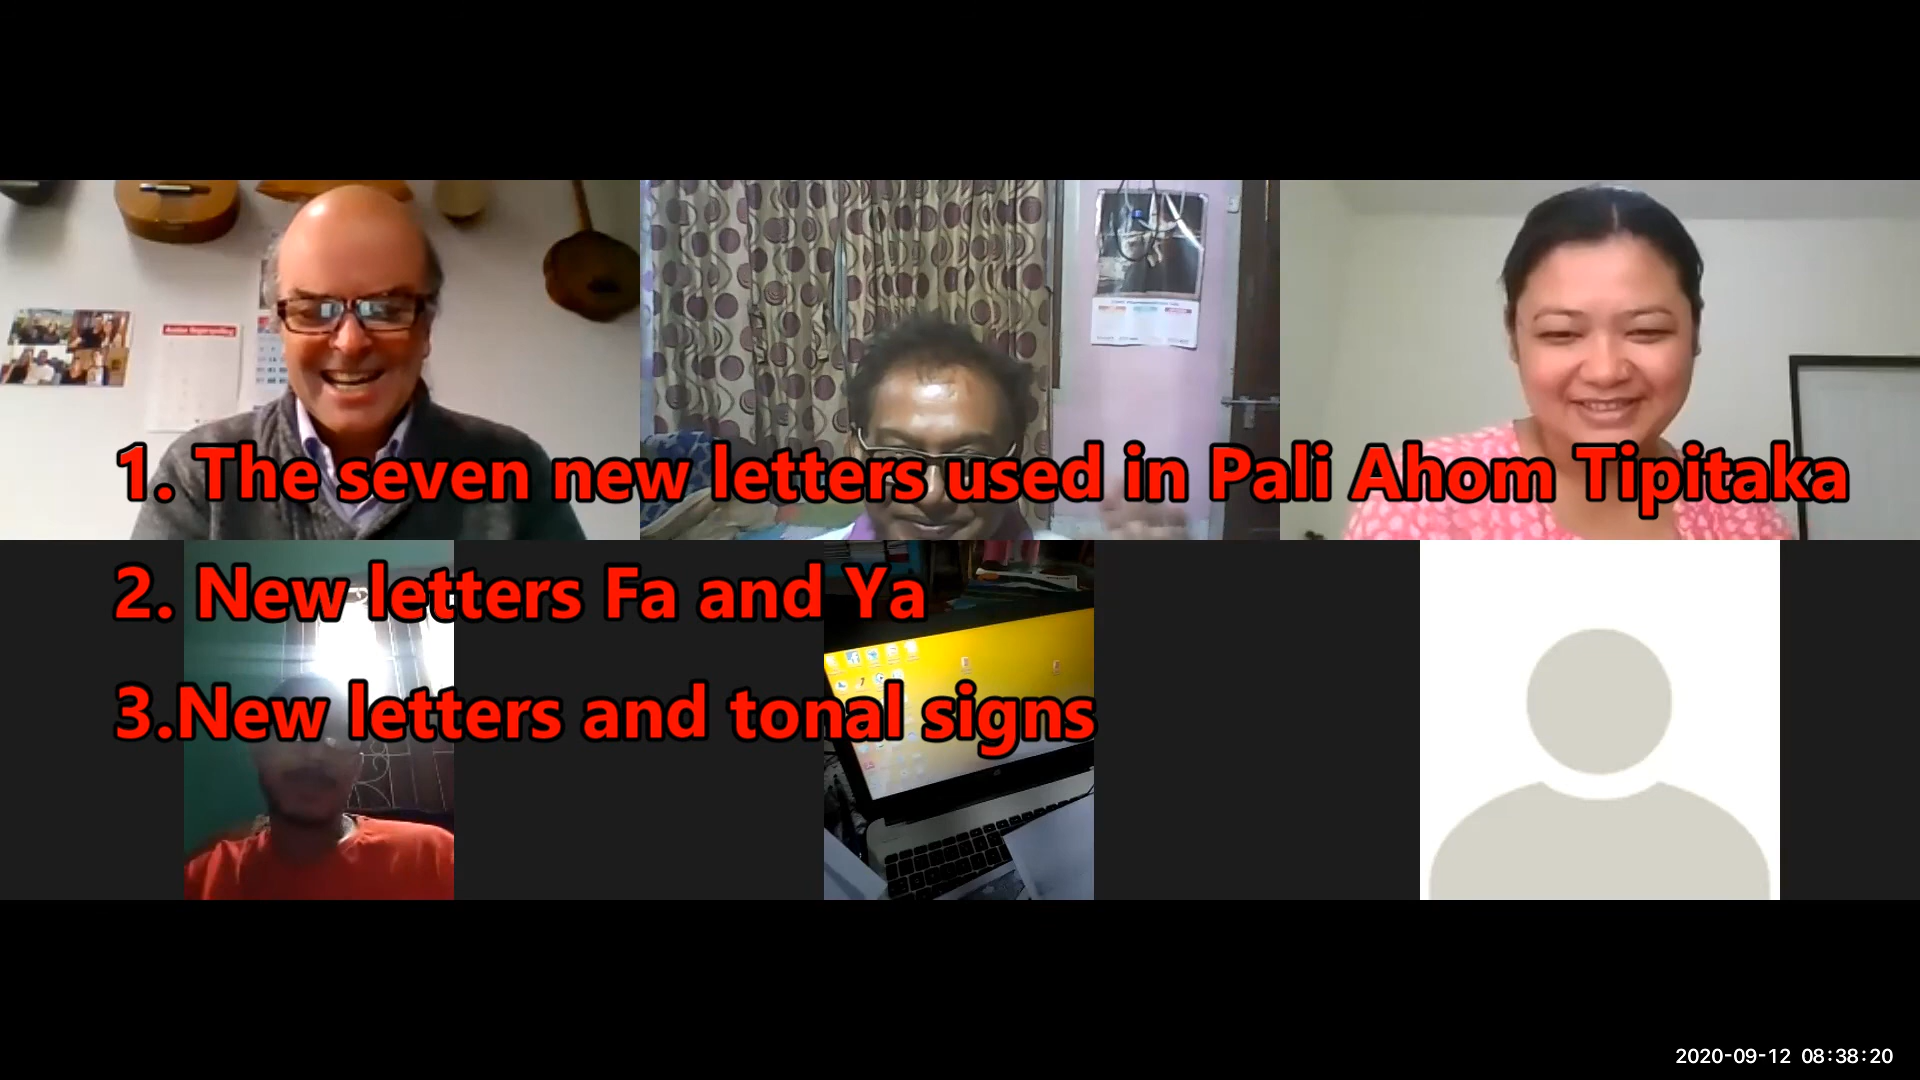 1. The seven new letters used in Pali Ahom Tipitaka
2. New letters Fa and Ya
3.New letters and tonal signs
2020-09-12 08:38:20